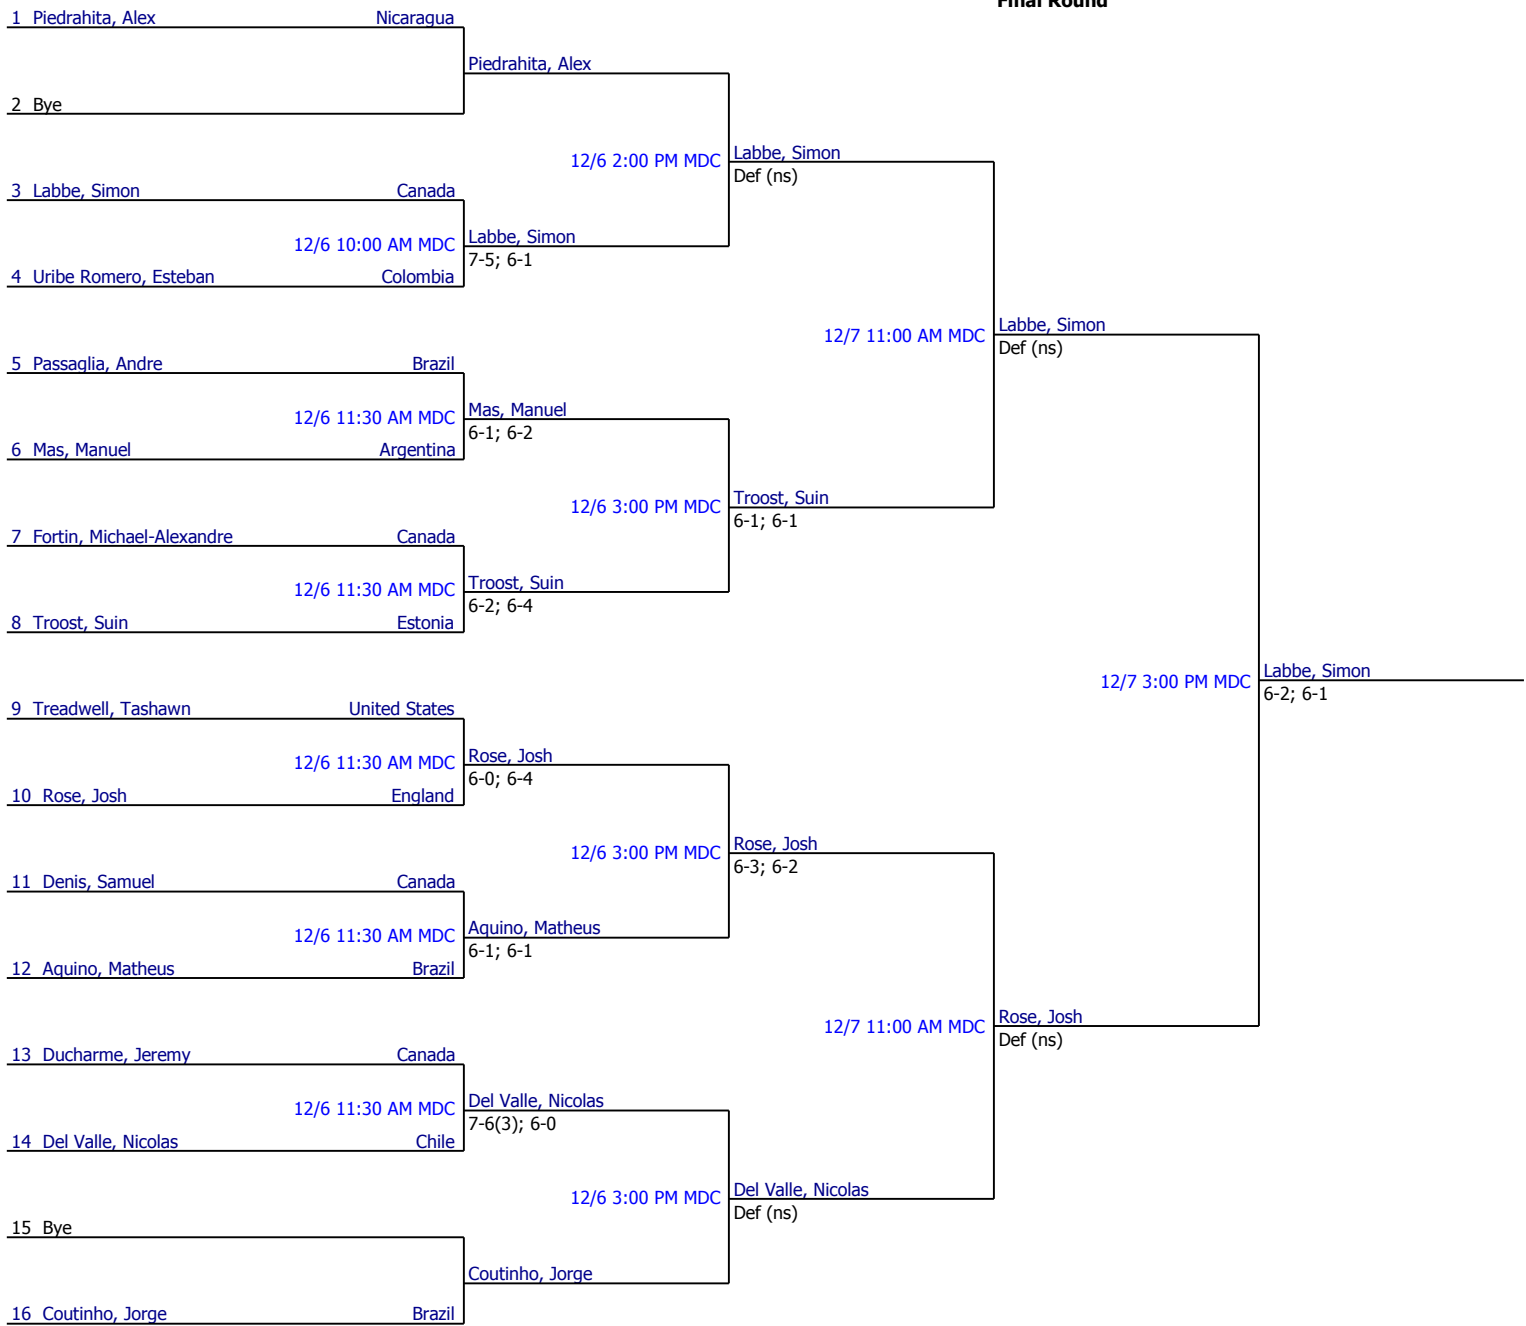 Final Round
1 Piedrahita, Alex Nicaragua
Piedrahita, Alex
2 Bye
12/6 2:00 PM MDC Labbe, Simon
Def (ns)
3 Labbe, Simon Canada
12/6 10:00 AM MDC Labbe, Simon
7-5; 6-1
4 Uribe Romero, Esteban Colombia
12/7 11:00 AM MDC Labbe, Simon
Def (ns)
5 Passaglia, Andre Brazil
12/6 11:30 AM MDC Mas, Manuel
6-1; 6-2
6 Mas, Manuel Argentina
12/6 3:00 PM MDC Troost, Suin
6-1; 6-1
7 Fortin, Michael-Alexandre Canada
12/6 11:30 AM MDC Troost, Suin
6-2; 6-4
8 Troost, Suin Estonia
12/7 3:00 PM MDC Labbe, Simon
6-2; 6-1
9 Treadwell, Tashawn United States
12/6 11:30 AM MDC Rose, Josh
6-0; 6-4
10 Rose, Josh England
12/6 3:00 PM MDC Rose, Josh
6-3; 6-2
11 Denis, Samuel Canada
12/6 11:30 AM MDC Aquino, Matheus
6-1; 6-1
12 Aquino, Matheus Brazil
12/7 11:00 AM MDC Rose, Josh
Def (ns)
13 Ducharme, Jeremy Canada
12/6 11:30 AM MDC Del Valle, Nicolas
7-6(3); 6-0
14 Del Valle, Nicolas Chile
12/6 3:00 PM MDC Del Valle, Nicolas
Def (ns)
15 Bye
Coutinho, Jorge
16 Coutinho, Jorge Brazil